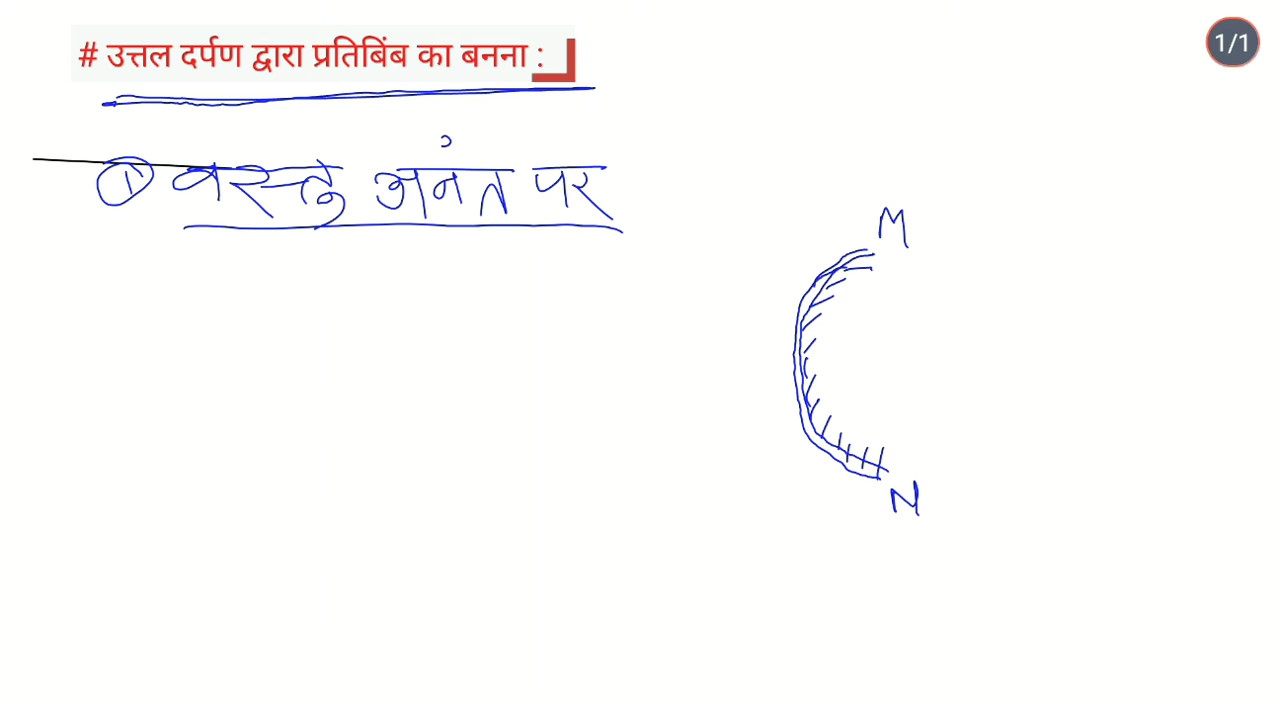 # उत्तल दर्पण द्वारा प्रतिबिंब का बनना :
1/1
① वस्तु अनंत पर
M
N